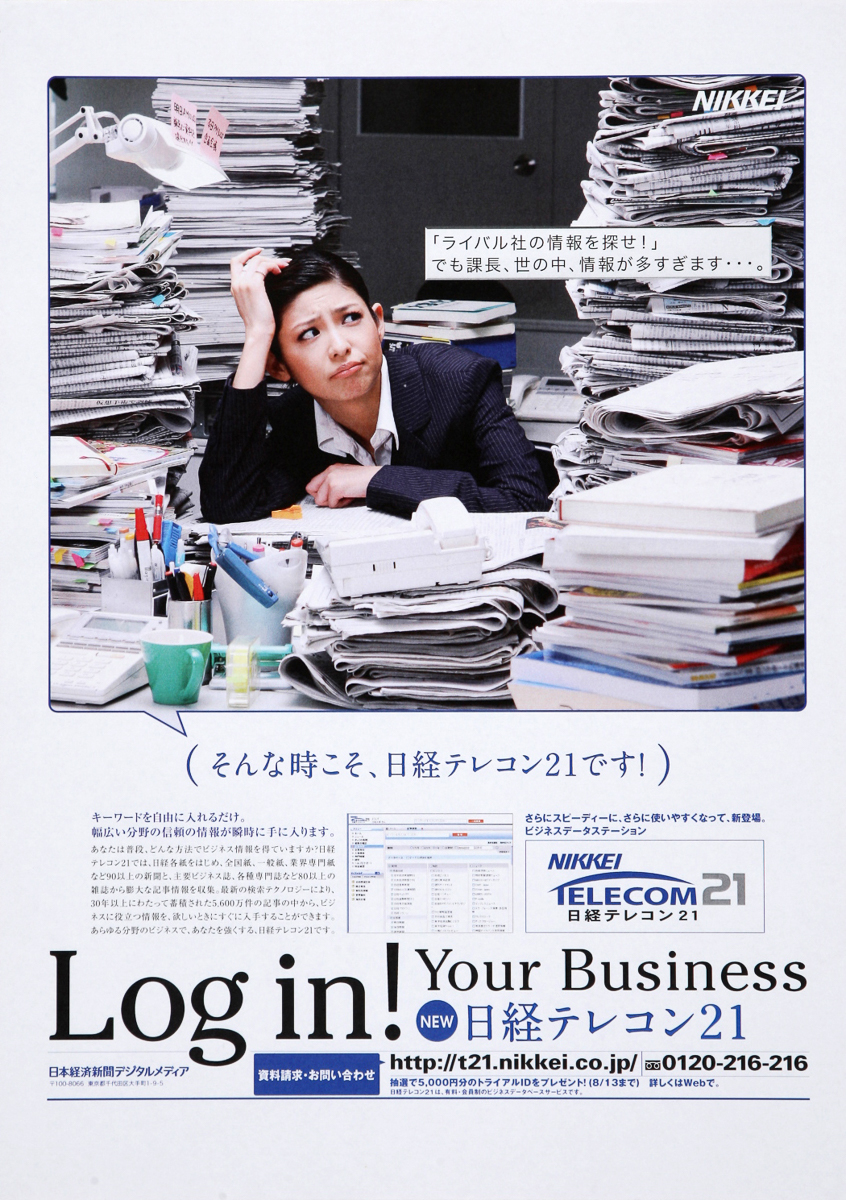 NIKKEI
「ライバル社の情報を探せ！」
でも課長、世の中、情報が多すぎます・・・。
（そんな時こそ、日経テレコン21です！）
キーワードを自由に入れるだけ。
幅広い分野の信頼の情報が瞬時に手に入ります。
あなたは普段、どんな方法でビジネス情報を得ていますか？日経
テレコン21では、日経各紙をはじめ、全国紙、一般紙、業界専門紙
など90以上の新聞と、主要ビジネス誌、各種専門誌など80以上の
雑誌から膨大な記事情報を収集。最新の検索テクノロジーにより、
30年以上にわたって蓄積された5,600万件の記事の中から、ビジ
ネスに役立つ情報を、欲しいときにすぐに入手することができます。
あらゆる分野のビジネスで、あなたを強くする。日経テレコン21です。
さらにスピーディーに、さらに使いやすくなって、新登場。
ビジネスデータステーション
NIKKEI
TELECOM 21
日経テレコン21
Log in! Your Business
NEW 日経テレコン21
日本経済新聞デジタルメディア
〒100-8066 東京都千代田区大手町1-9-5
資料請求・お問い合わせ
http://t21.nikkei.co.jp/ 0120-216-216
抽選で5,000円分のトライアルIDをプレゼント！(8/13まで) 詳しくはWebで。
日経テレコン21は、有料・会員制のビジネスデータベースサービスです。